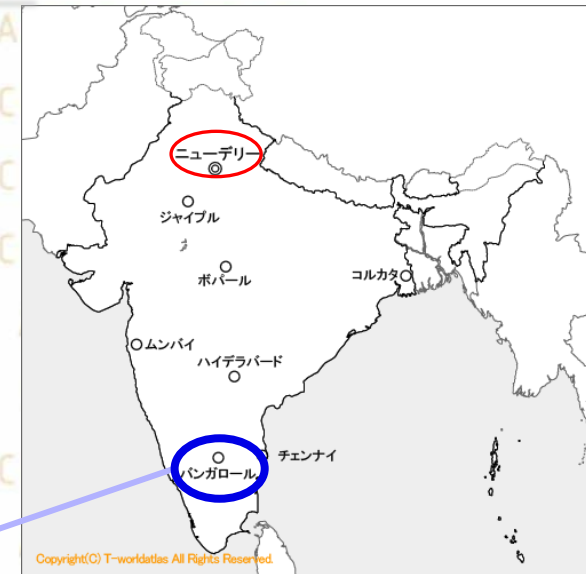 ニューデリー
ジャイプル
ボパール
コルカタ
ムンバイ
ハイデラバード
チェンナイ
バンガロール
Copyright(C) T-worldatlas All Rights Reserved.